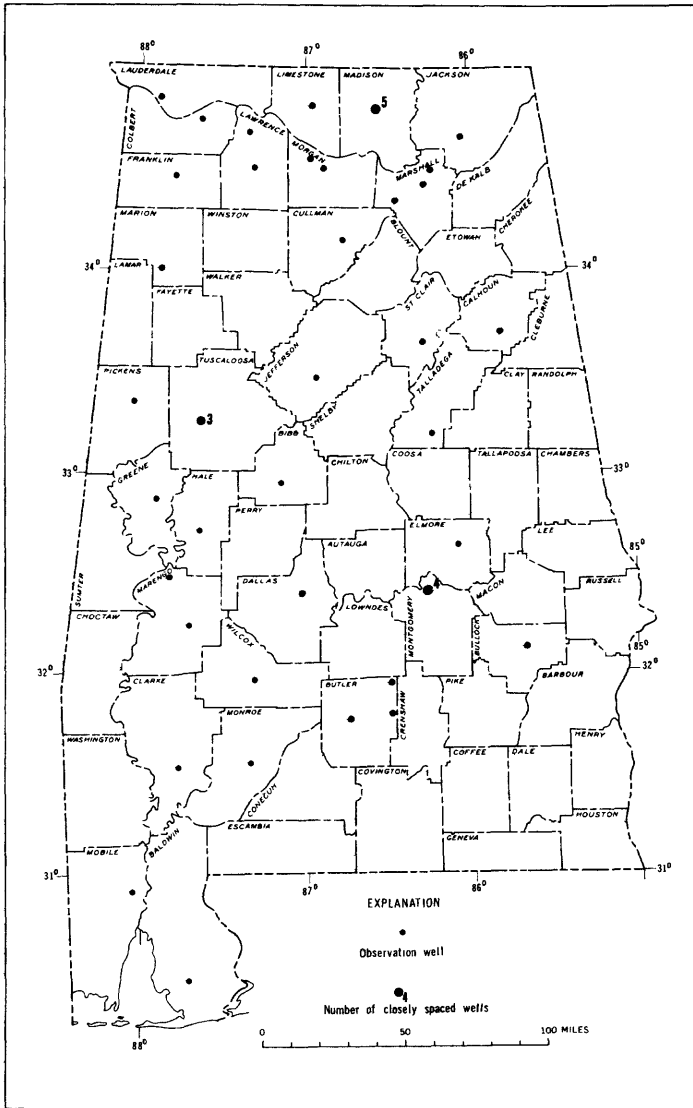 88° 87° 86°
LAUDERDALE LIMESTONE MADISON JACKSON
5
COLBERT
LAWRENCE
MORGAN
FRANKLIN
MARSHALL
DE KALB
MARION WINSTON CULLMAN
BLOUNT
CHEROKEE
ETOWAH
34° LAMAR 34°
WALKER
FAYETTE
ST CLAIR
CALHOUN
CLEBURNE
JEFFERSON
TUSCALOOSA
TALLADEGA
PICKENS CLAY RANDOLPH
3
SHELBY
BIBB
33° GREENE HALE CHILTON COOSA TALLAPOOSA CHAMBERS 33°
PERRY
ELMORE LEE
AUTAUGA
85°
SUMTER MARENGO DALLAS 4 MACON RUSSELL
CHOCTAW LOWNDES MONTGOMERY BULLOCK
WILCOX
85°
32° 32°
CLARKE BUTLER PIKE BARBOUR
MONROE
CRENSHAW
WASHINGTON COFFEE DALE HENRY
CONECUH COVINGTON
ESCAMBIA HOUSTON
GENEVA
MOBILE BALDWIN
31° 31°
87° 86°
EXPLANATION
Observation well
4
Number of closely spaced wells
0 50 100 MILES
88°